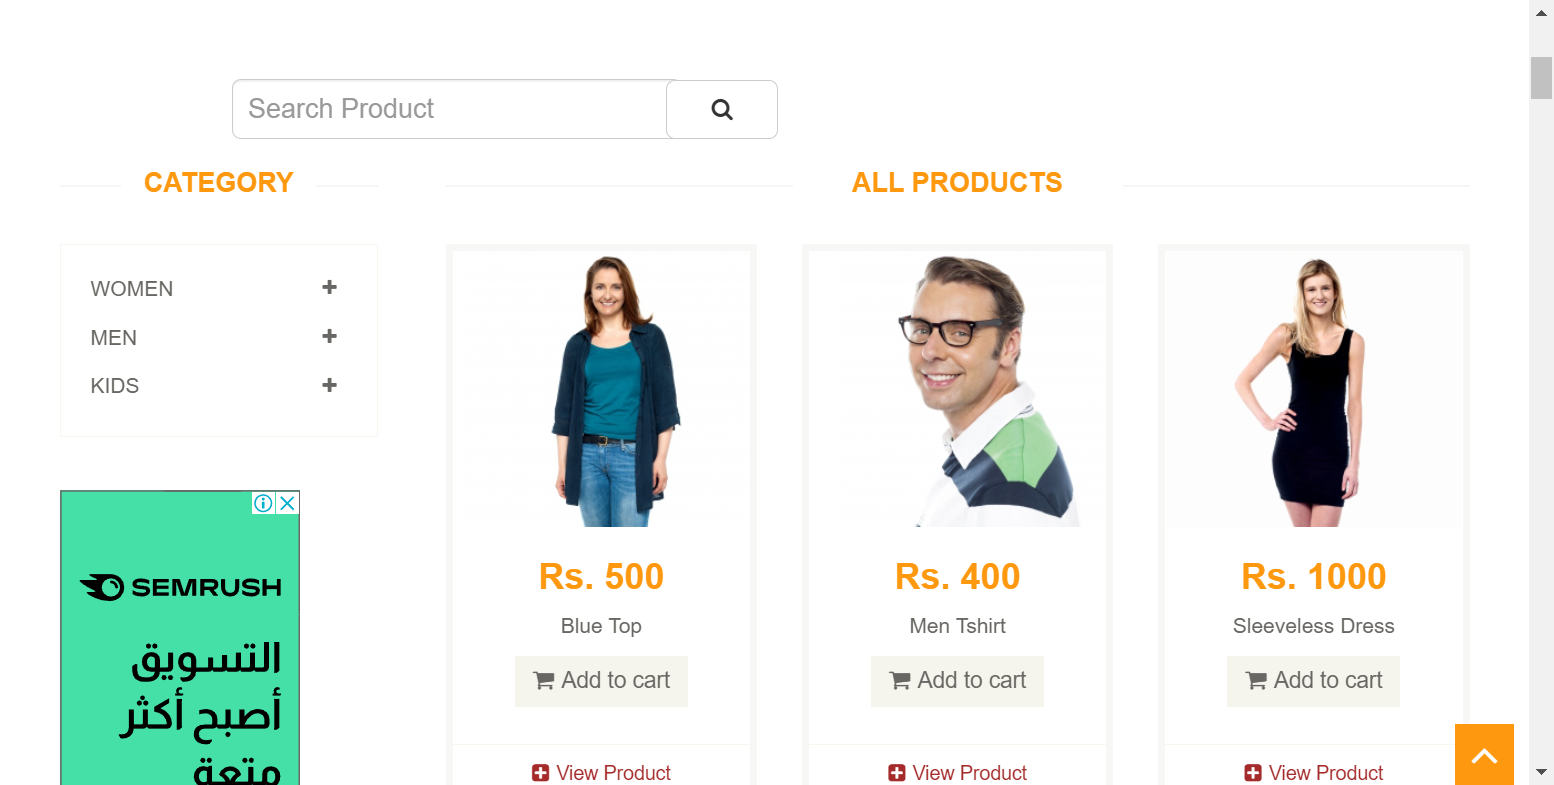 Search Product
CATEGORY
ALL PRODUCTS
WOMEN
MEN
KIDS
SEMRUSH
التسويق
أصبح أكثر
متعة
Rs. 500
Blue Top
Add to cart
View Product
Rs. 400
Men Tshirt
Add to cart
View Product
Rs. 1000
Sleeveless Dress
Add to cart
View Product